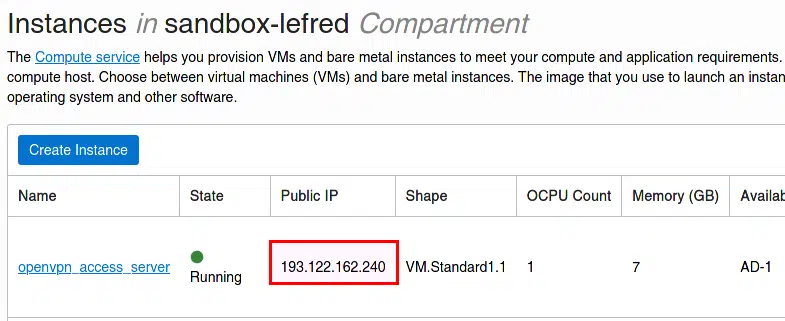 Instances in sandbox-lefred Compartment
The Compute service helps you provision VMs and bare metal instances to meet your compute and application requirements.
compute host. Choose between virtual machines (VMs) and bare metal instances. The image that you use to launch an instan
operating system and other software.
Create Instance
Name State Public IP Shape OCPU Count Memory (GB) Availab
openvpn_access_server Running 193.122.162.240 VM.Standard1.1 1 7 AD-1